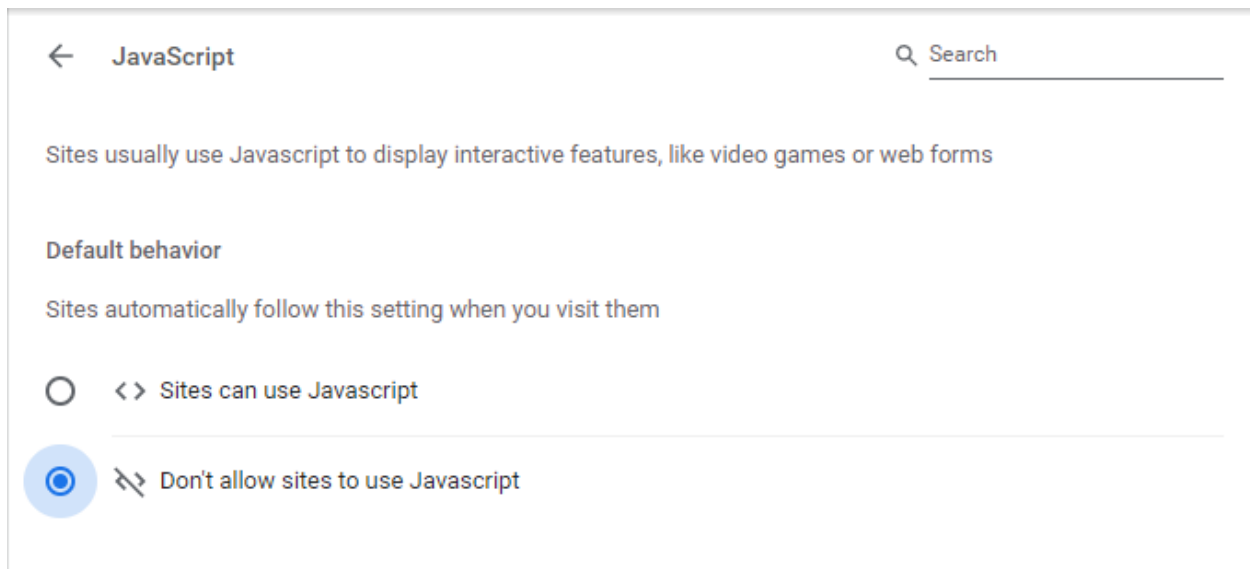 JavaScript
Search
Sites usually use Javascript to display interactive features, like video games or web forms
Default behavior
Sites automatically follow this setting when you visit them
Sites can use Javascript
Don't allow sites to use Javascript